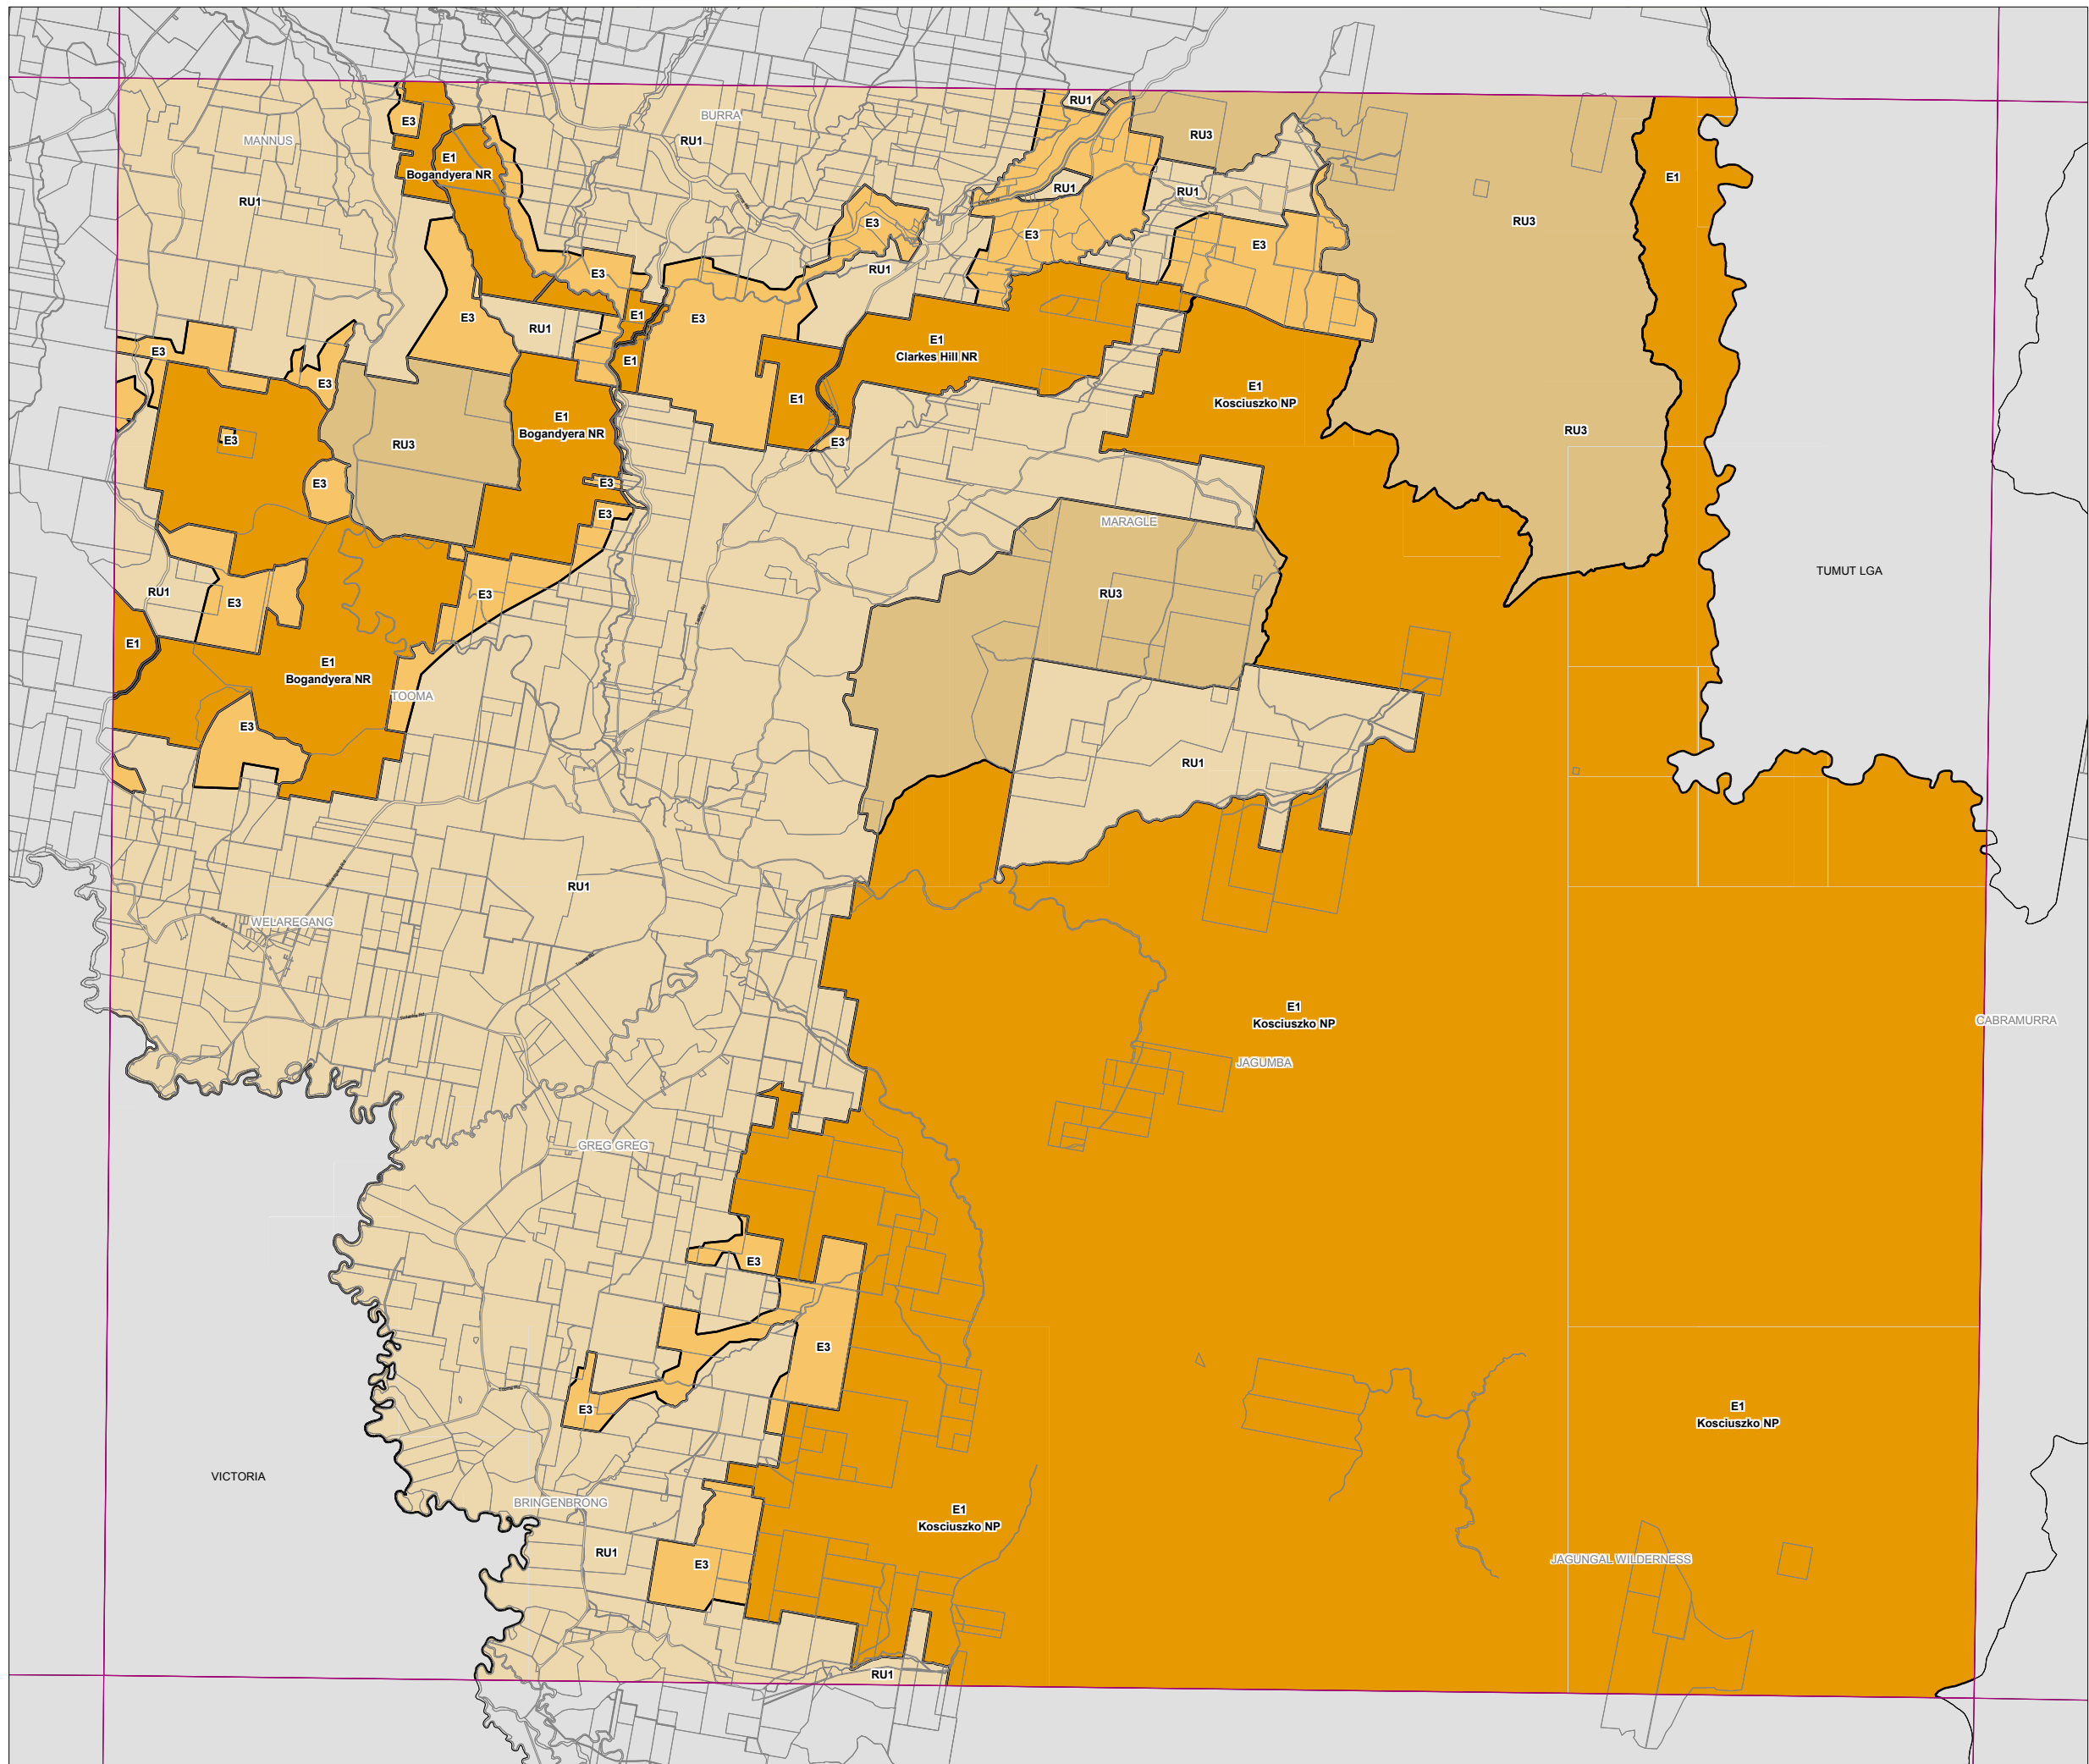 RU1
E3
BURRA
RU3
MANNUS
RU1
E1
Bogandyera NR
E1
RU1
RU1
RU1
E3
RU3
E3
E3
RU1
E3
E1
E3
E3
RU1
E1
Clarkes Hill NR
E3
E1
E3
E1
Kosciuszko NP
E1
E1
Bogandyera NR
RU3
E3
RU3
E3
E3
E3
E3
MARAGLE
TUMUT LGA
RU1
E3
E3
RU3
E1
E1
Bogandyera NR
TOOMA
E3
RU1
RU1
WELAREGANG
E1
Kosciuszko NP
CABRAMURRA
JAGUMBA
GREG GREG
E3
E3
E3
E1
Kosciuszko NP
VICTORIA
BRINGENBRONG
E1
Kosciuszko NP
RU1
E3
JAGUNGAL WILDERNESS
RU1